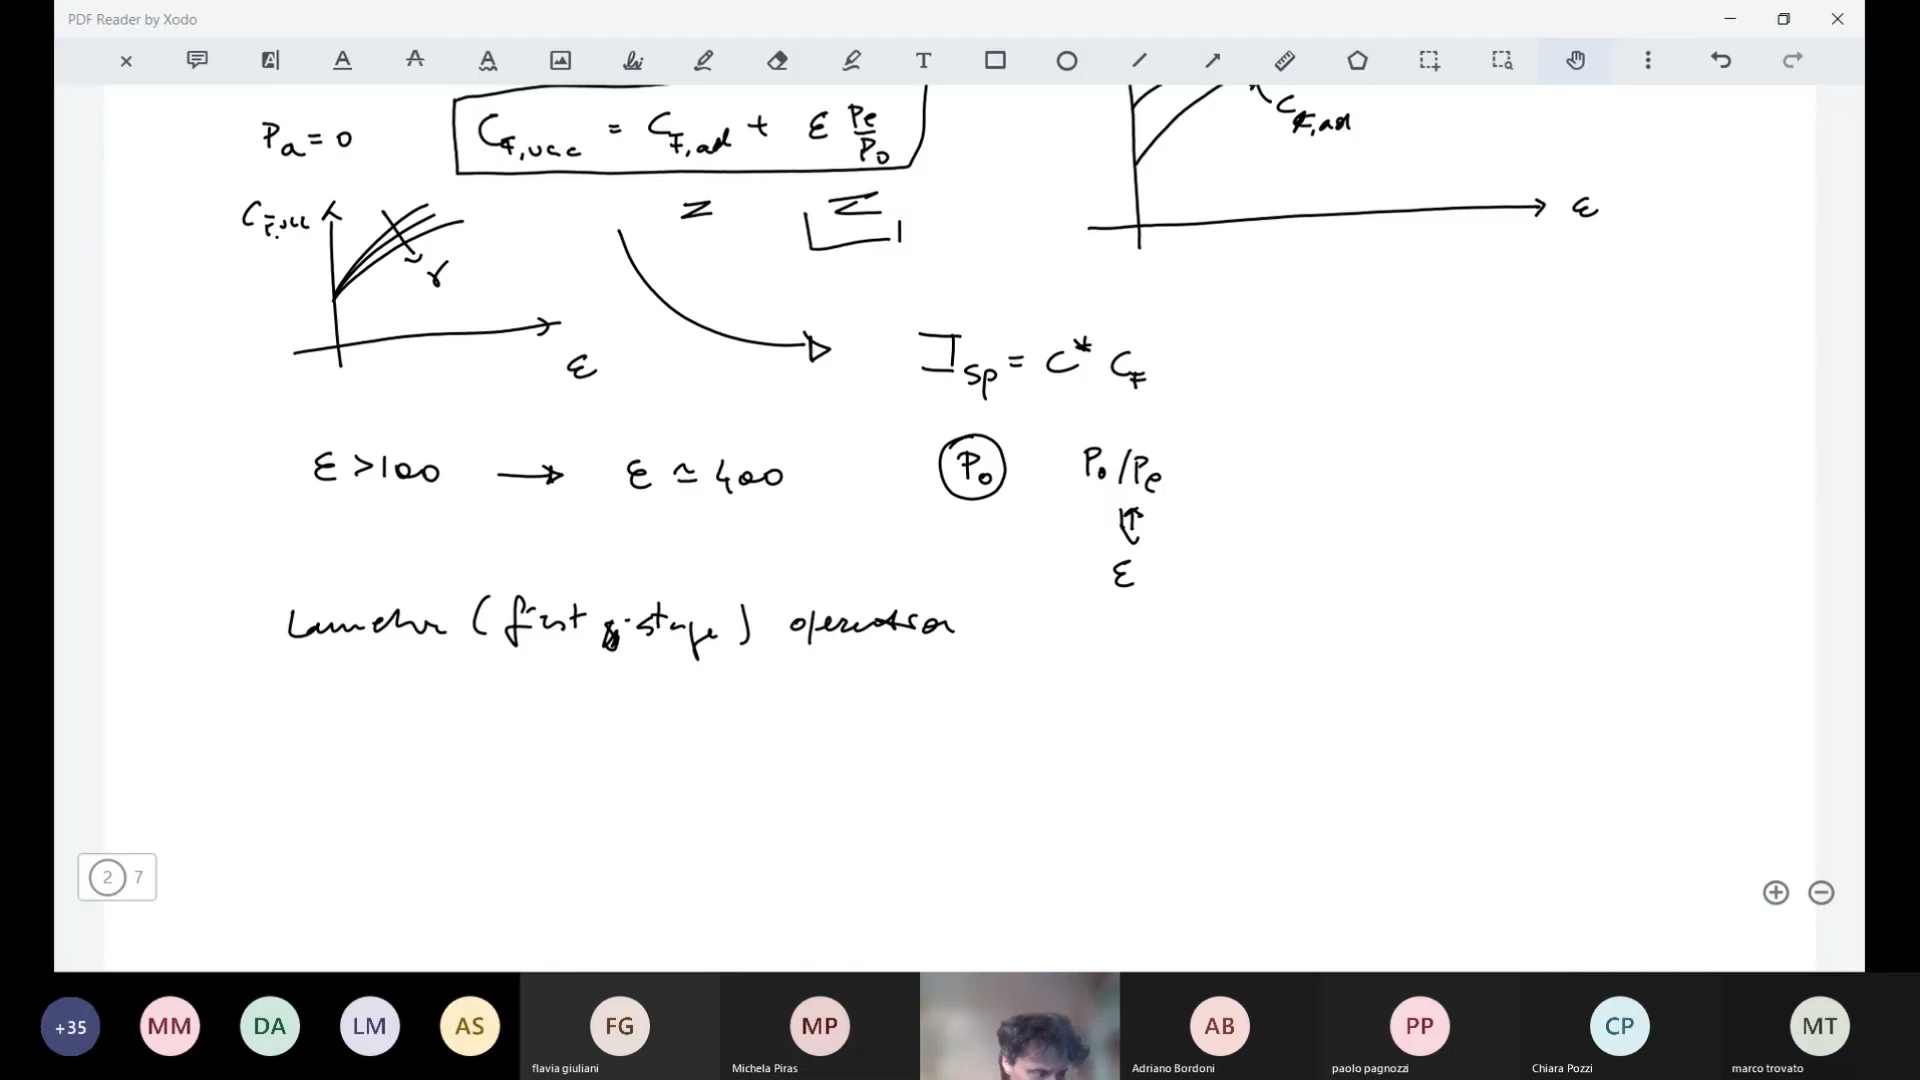 PDF Reader by Xodo
Pa = 0
C_F,vac = C_F,ad + ε Pe/P0
C_F,ad
C_F,vac
γ
ε
ε
I_sp = C* C_F
ε > 100 → ε ≃ 400
P0
P0/Pe
ε
Launcher (first stage) operation
2 7
+35
MM
DA
LM
AS
FG
flavia giuliani
MP
Michela Piras
AB
Adriano Bordoni
PP
paolo pagnozzi
CP
Chiara Pozzi
MT
marco trovato